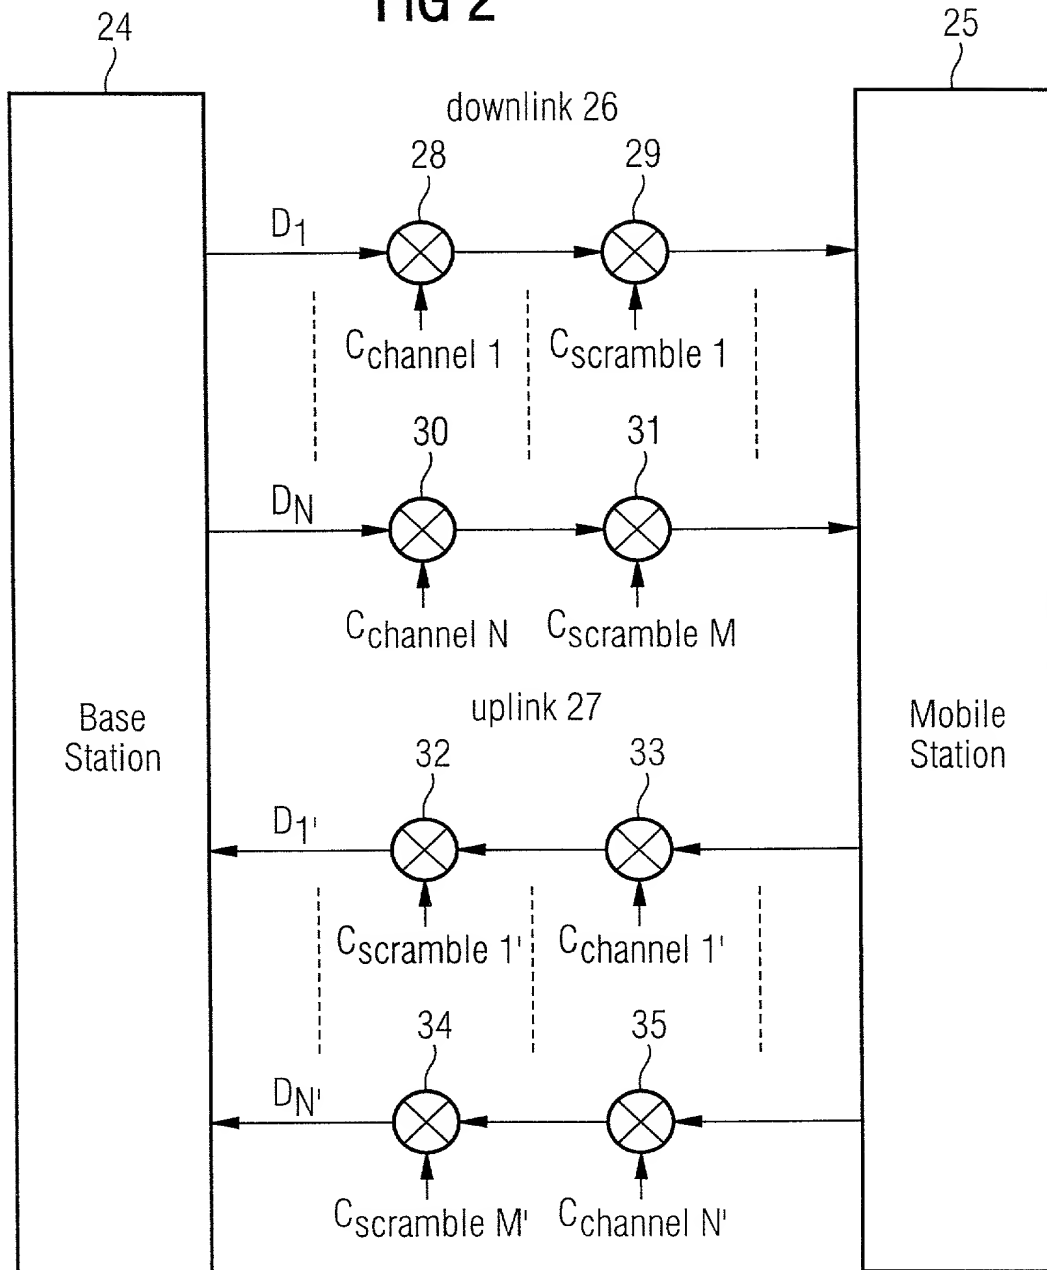 FIG 2
24
25
downlink 26
28
29
D1
Cchannel 1
Cscramble 1
30
31
DN
Cchannel N
Cscramble M
Base
Station
uplink 27
Mobile
Station
32
33
D1'
Cscramble 1'
Cchannel 1'
34
35
DN'
Cscramble M'
Cchannel N'